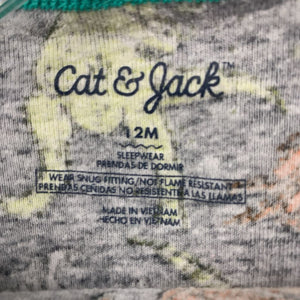 Cat & Jack™
12M
SLEEPWEAR
PRENDAS DE DORMIR
WEAR SNUG FITTING/NOT FLAME RESISTANT
PRENDAS CEÑIDAS NO RESISTENTE A LAS LLAMAS
MADE IN VIETNAM
HECHO EN VIETNAM